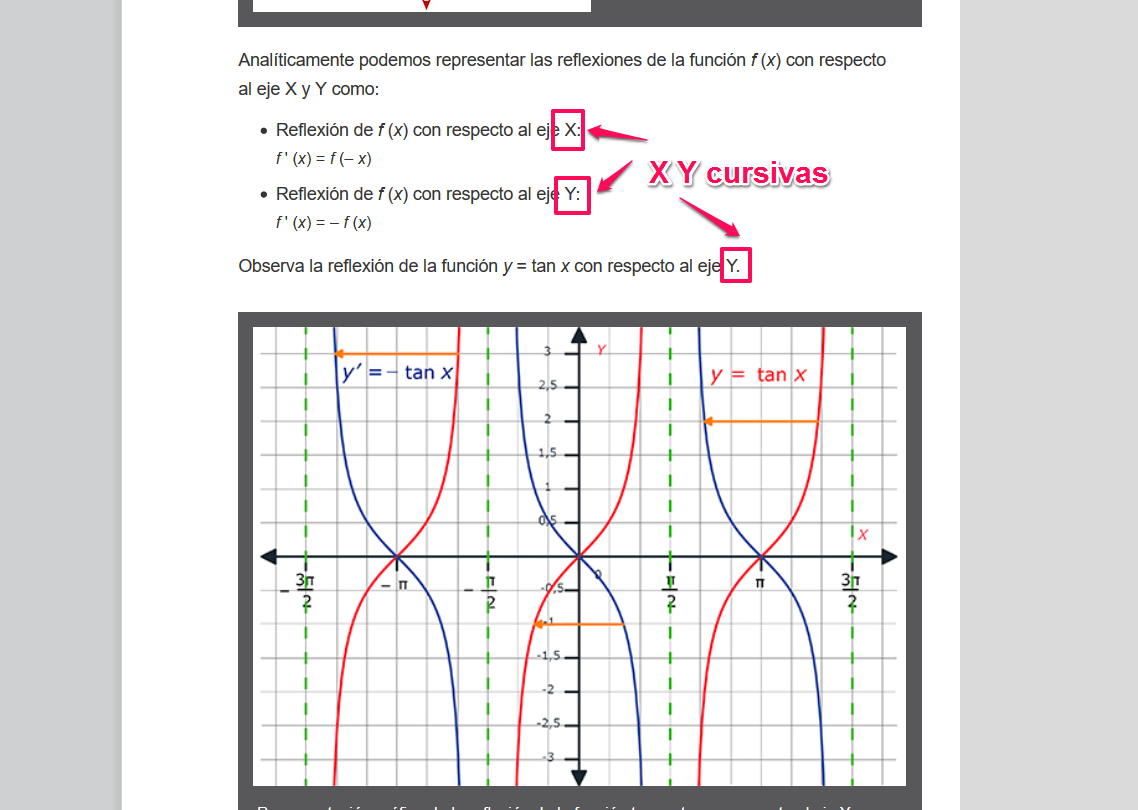 Analíticamente podemos representar las reflexiones de la función f (x) con respecto
al eje X y Y como:
• Reflexión de f (x) con respecto al eje X:
f ' (x) = f (– x)
X Y cursivas
• Reflexión de f (x) con respecto al eje Y:
f ' (x) = – f (x)
Observa la reflexión de la función y = tan x con respecto al eje Y.
3
Y
y′ = – tan x
y = tan x
2,5
2
1,5
1
0,5
X
– 3π/2
– π
– π/2
0
π/2
π
3π/2
-0,5
-1
-1,5
-2
-2,5
-3